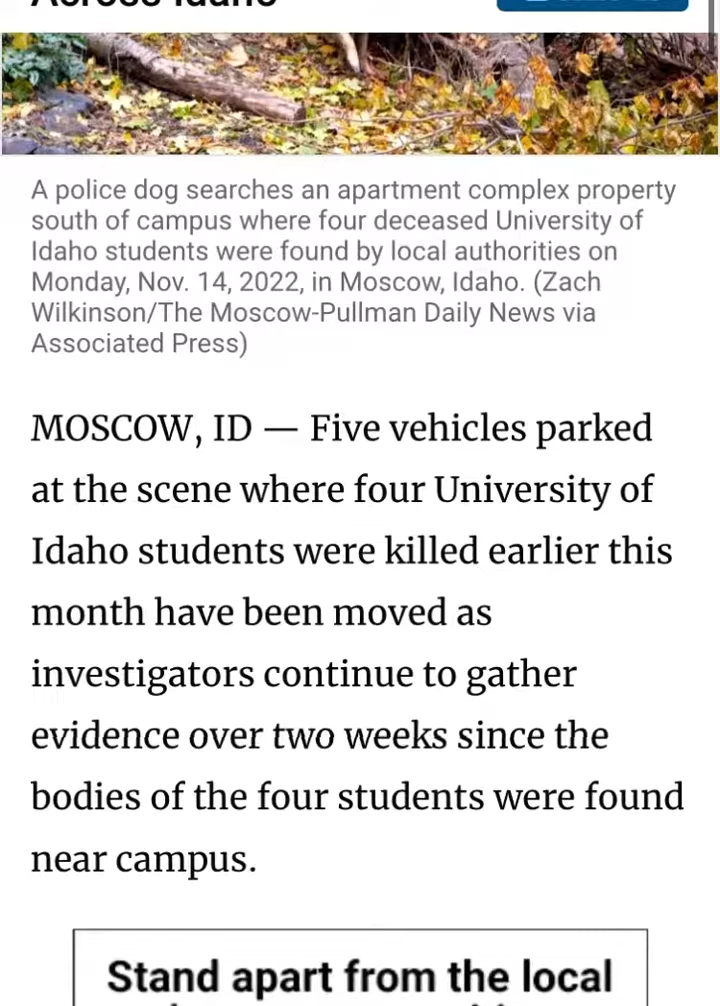 Across Idaho
A police dog searches an apartment complex property
south of campus where four deceased University of
Idaho students were found by local authorities on
Monday, Nov. 14, 2022, in Moscow, Idaho. (Zach
Wilkinson/The Moscow-Pullman Daily News via
Associated Press)
MOSCOW, ID — Five vehicles parked
at the scene where four University of
Idaho students were killed earlier this
month have been moved as
investigators continue to gather
evidence over two weeks since the
bodies of the four students were found
near campus.
Stand apart from the local